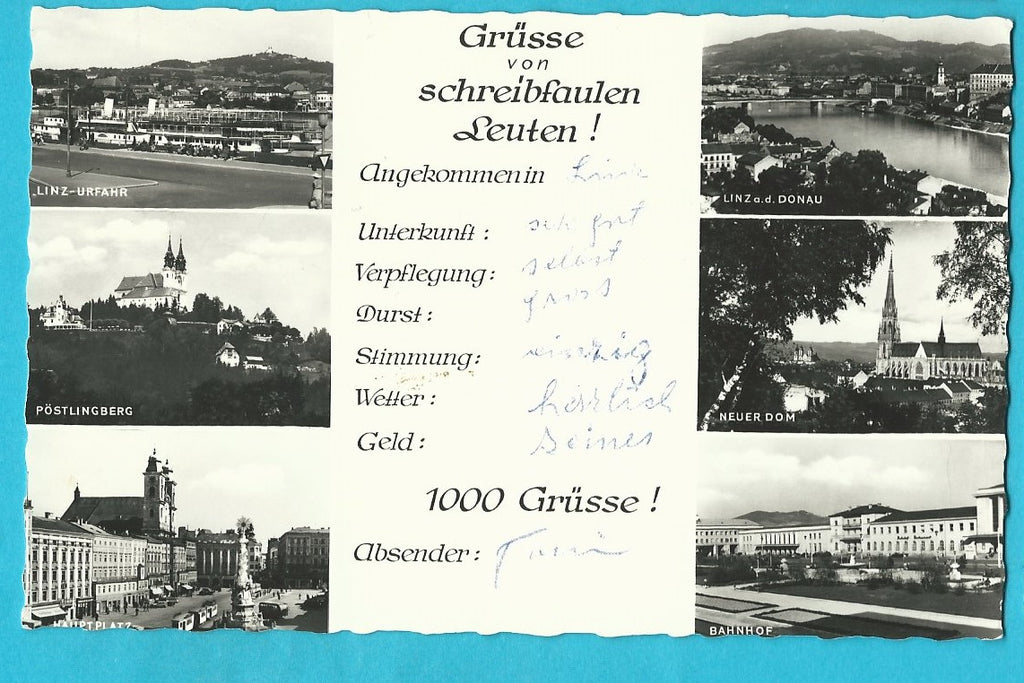 LINZ-URFAHR
PÖSTLINGBERG
HAUPTPLATZ
Grüsse
von
schreibfaulen
Leuten !
Angekommen in Linz
Unterkunft : sehr gut
Verpflegung : selbst
Durst : gross
Stimmung : einzig
Wetter : herrlich
Geld :
1000 Grüsse !
Absender :
LINZ a.d. DONAU
NEUER DOM
BAHNHOF